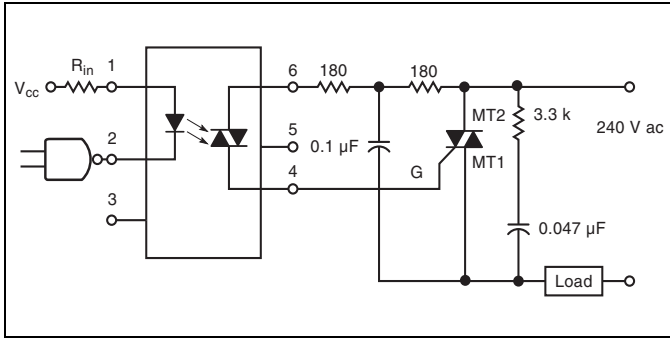 Rin
1
6
180
180
Vcc
MT2
3.3 k
240 V ac
2
5
0.1 µF
MT1
3
4
G
0.047 µF
Load